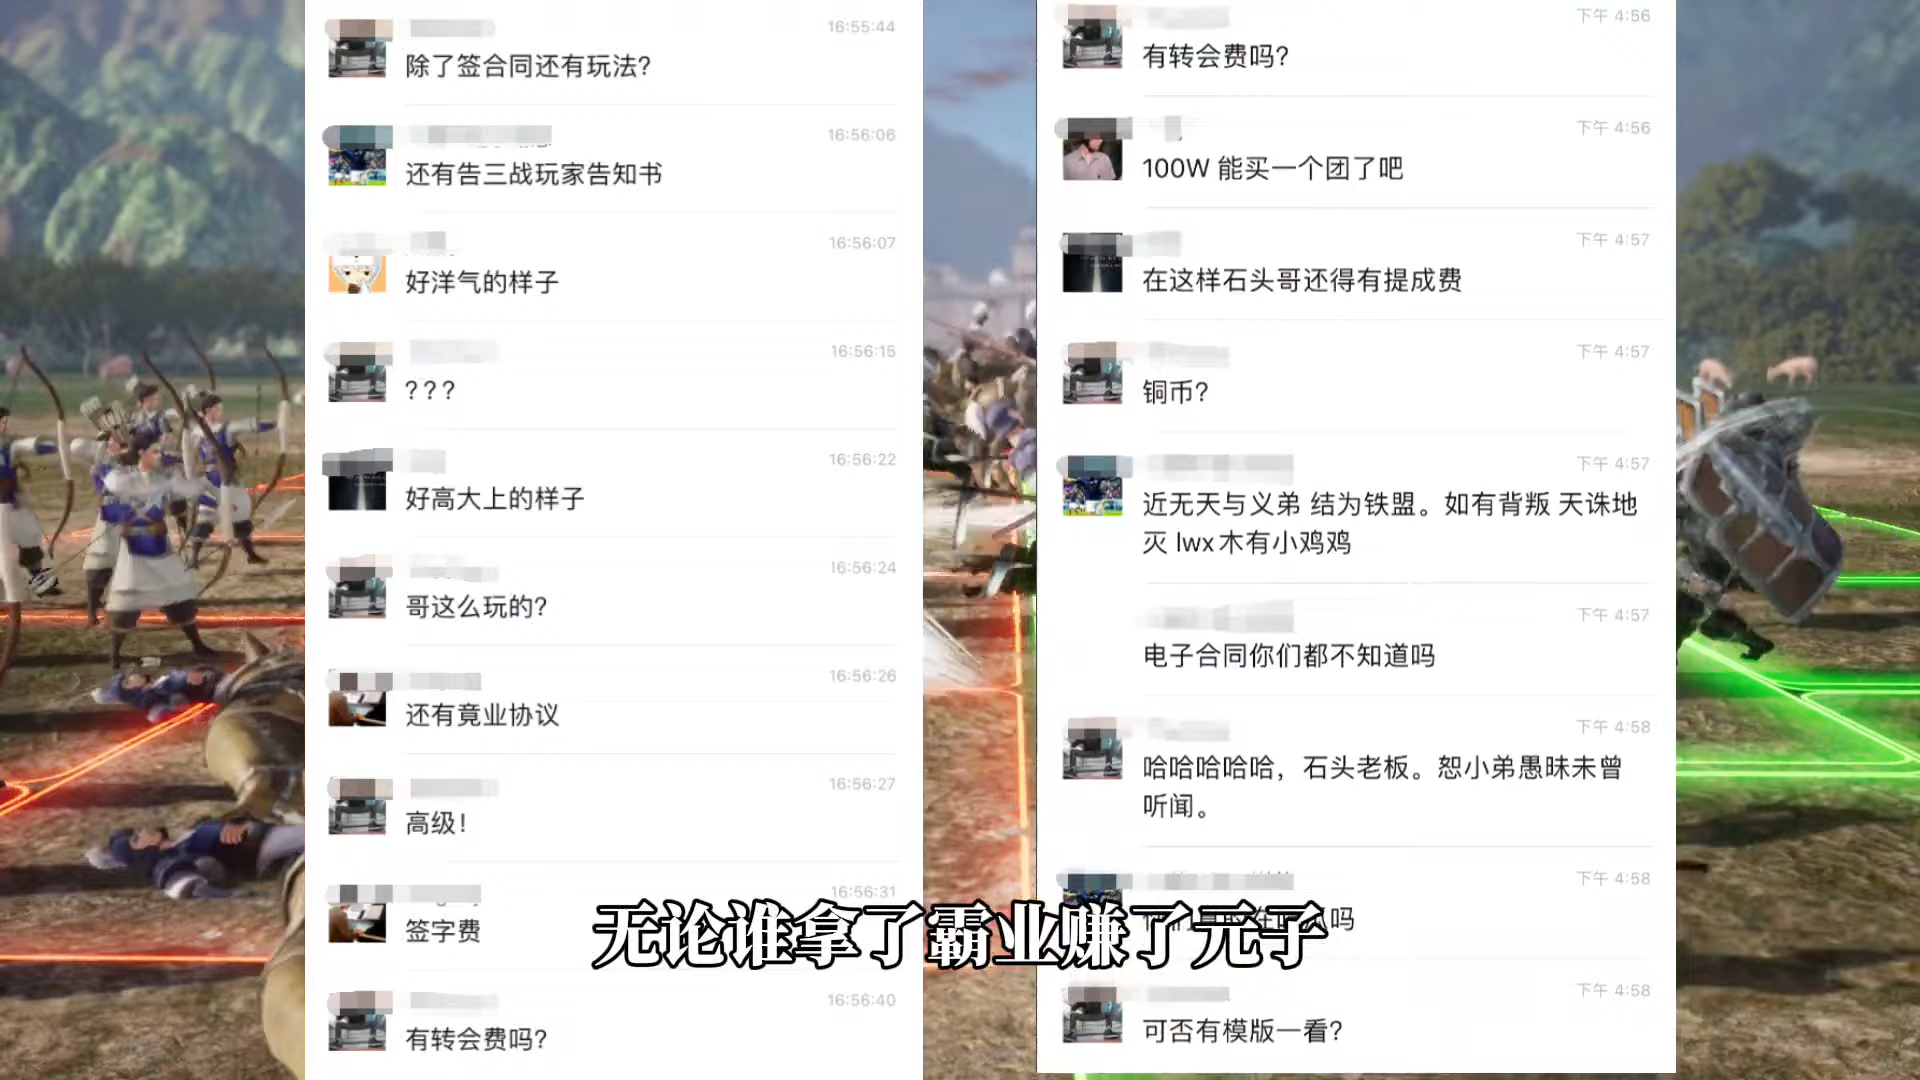 16:55:44
除了签合同还有玩法?
16:56:06
还有告三战玩家告知书
16:56:07
好洋气的样子
16:56:15
???
16:56:22
好高大上的样子
16:56:24
哥这么玩的?
16:56:26
还有竟业协议
16:56:27
高级!
16:56:31
签字费
16:56:40
有转会费吗?
下午 4:56
有转会费吗?
下午 4:56
100W 能买一个团了吧
下午 4:57
在这样石头哥还得有提成费
下午 4:57
铜币?
下午 4:57
近无天与义弟 结为铁盟。如有背叛 天诛地
灭 lwx木有小鸡鸡
下午 4:57
电子合同你们都不知道吗
下午 4:58
哈哈哈哈哈，石头老板。恕小弟愚昧未曾
听闻。
下午 4:58
吗
下午 4:58
可否有模版一看?
无论谁拿了霸业赚了元子